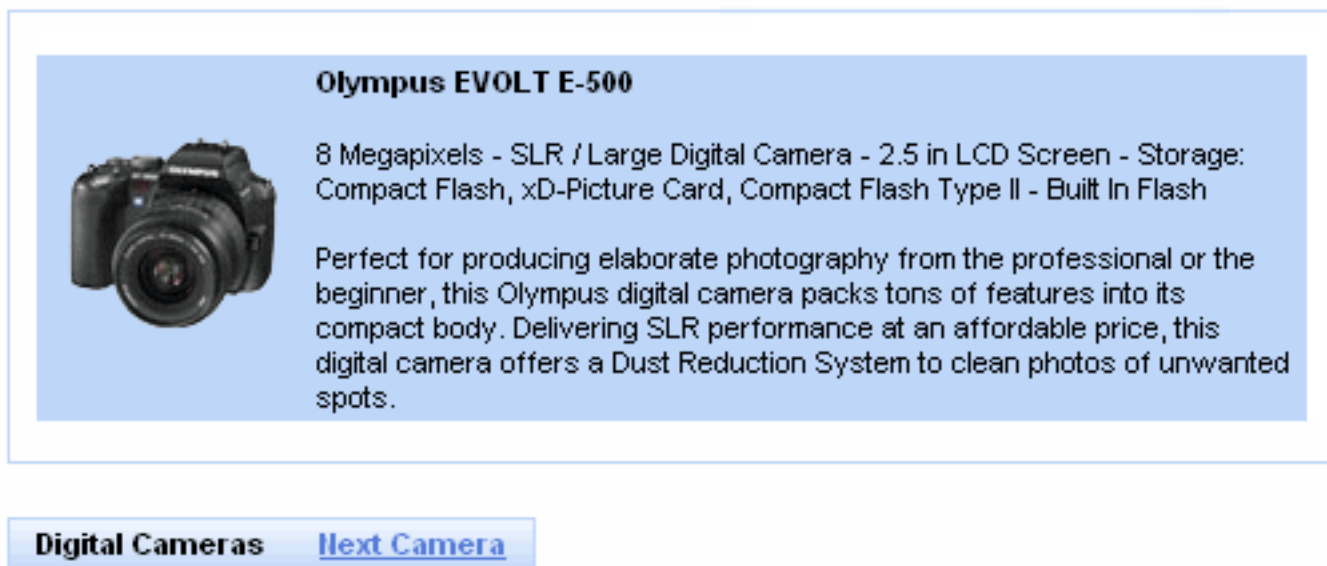 Olympus EVOLT E-500
8 Megapixels - SLR / Large Digital Camera - 2.5 in LCD Screen - Storage:
Compact Flash, xD-Picture Card, Compact Flash Type II - Built In Flash
Perfect for producing elaborate photography from the professional or the
beginner, this Olympus digital camera packs tons of features into its
compact body. Delivering SLR performance at an affordable price, this
digital camera offers a Dust Reduction System to clean photos of unwanted
spots.
OLYMPUS
Digital Cameras Next Camera